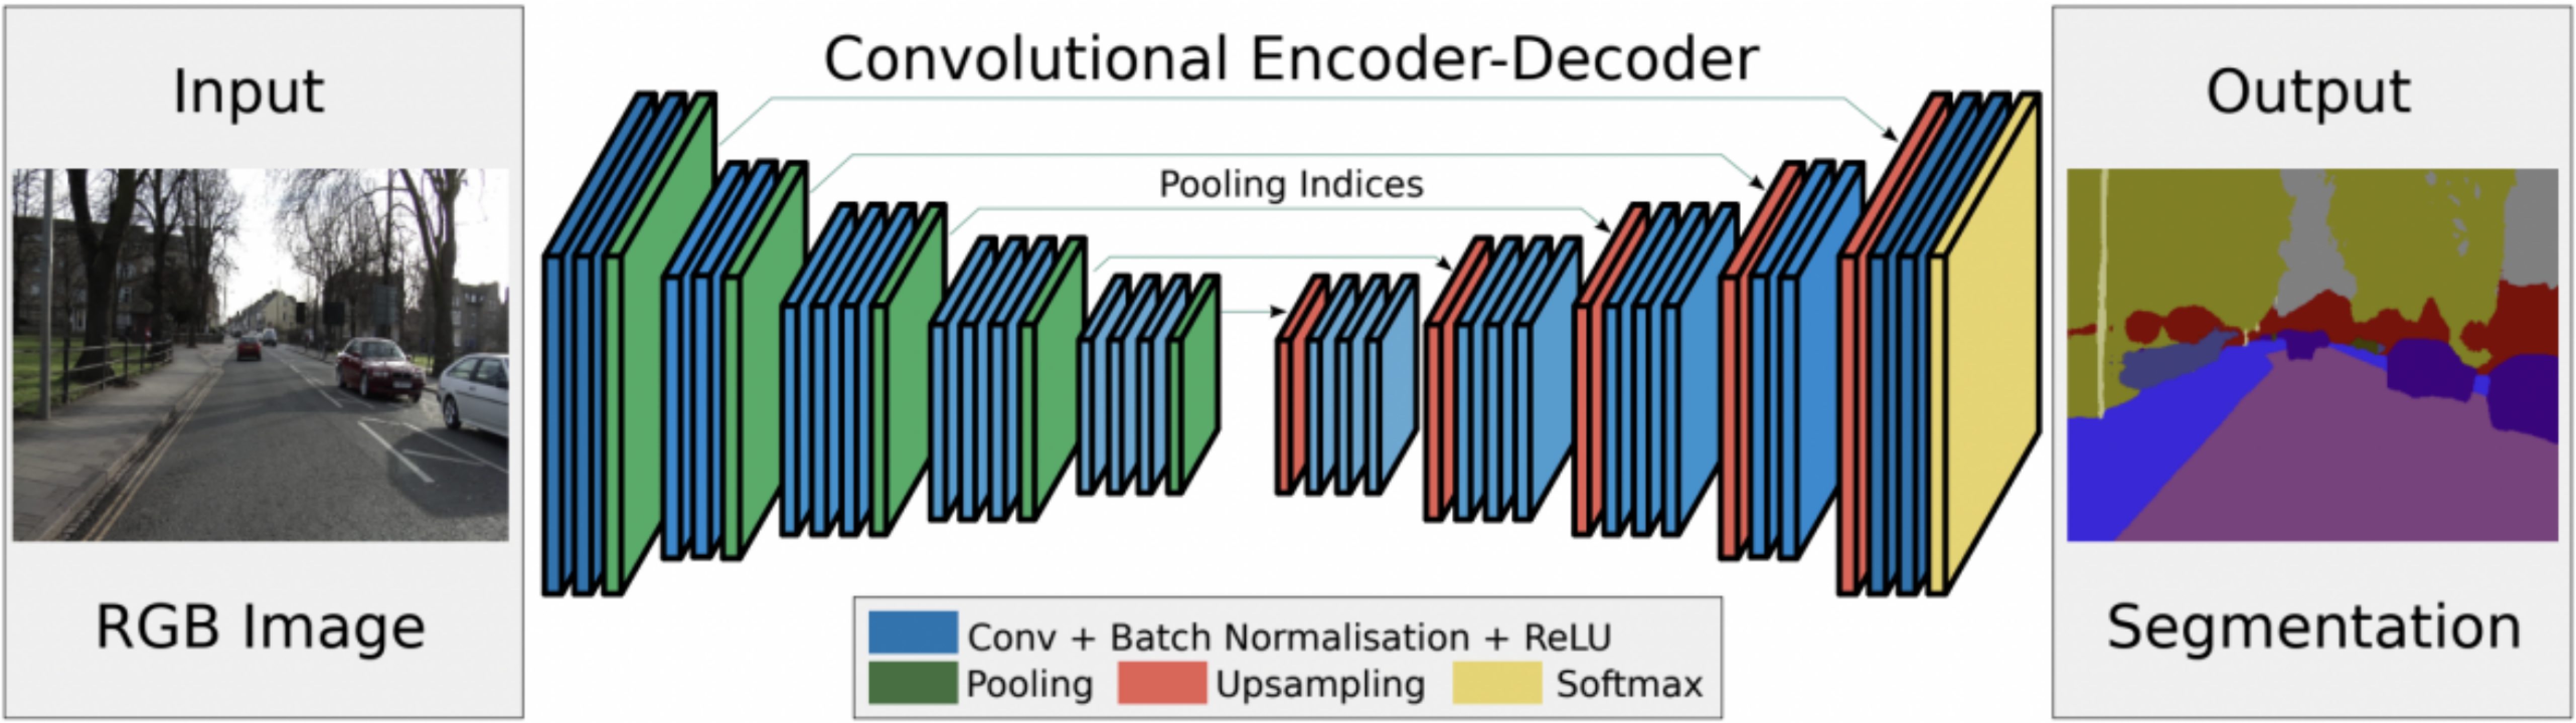 Convolutional Encoder-Decoder
Input
RGB Image
Pooling Indices
Output
Segmentation
Conv + Batch Normalisation + ReLU
Pooling
Upsampling
Softmax